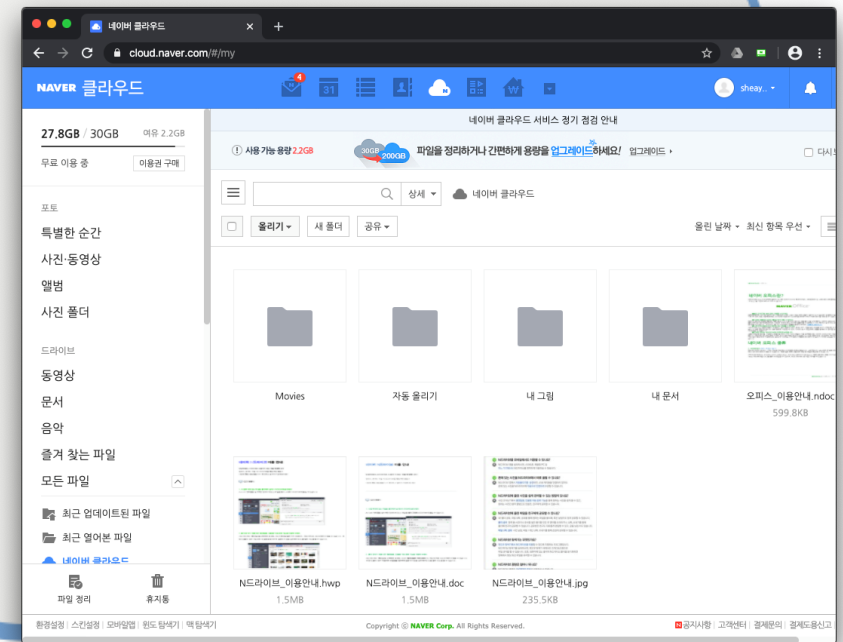 네이버 클라우드
cloud.naver.com/#/my
NAVER 클라우드
4
31
N
W
sheay..
27.8GB / 30GB
여유 2.2GB
무료 이용 중
이용권 구매
포토
특별한 순간
사진·동영상
앨범
사진 폴더
드라이브
동영상
문서
음악
즐겨 찾는 파일
모든 파일
최근 업데이트된 파일
최근 열어본 파일
네이버 클라우드
파일 정리
휴지통
네이버 클라우드 서비스 정기 점검 안내
사용 가능 용량 2.2GB
30GB
200GB
파일을 정리하거나 간편하게 용량을 업그레이드하세요!
업그레이드
다시
상세
네이버 클라우드
올리기
새 폴더
공유
올린 날짜
최신 항목 우선
Movies
자동 올리기
내 그림
내 문서
오피스_이용안내.ndoc
599.8KB
N드라이브_이용안내.hwp
1.5MB
N드라이브_이용안내.doc
1.5MB
N드라이브_이용안내.jpg
235.5KB
환경설정 | 스킨설정 | 모바일앱 | 윈도 탐색기 | 맥 탐색기
Copyright © NAVER Corp. All Rights Reserved.
공지사항 | 고객센터 | 결제문의 | 결제도용신고